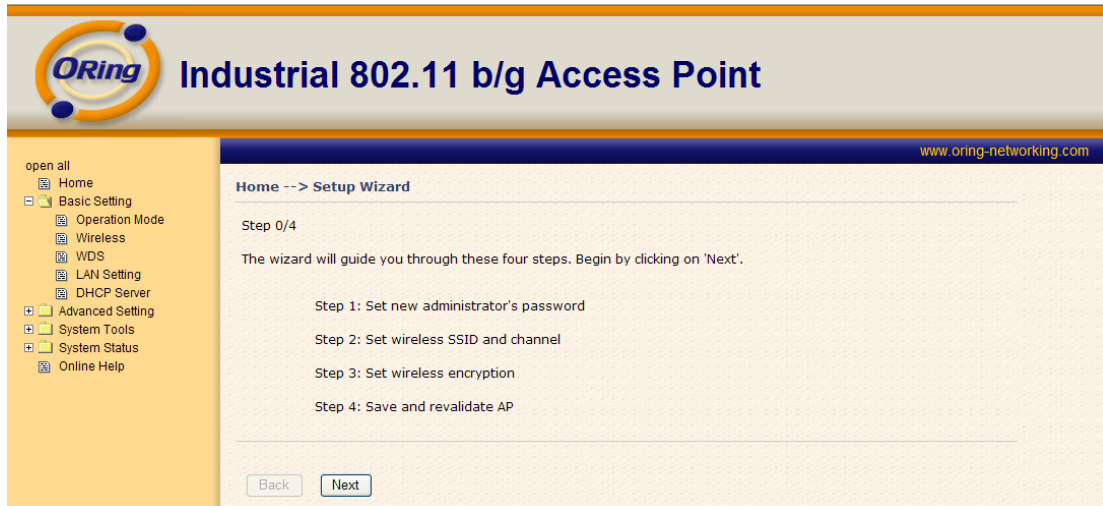 ORing
Industrial 802.11 b/g Access Point
www.oring-networking.com
open all
Home
Basic Setting
Operation Mode
Wireless
WDS
LAN Setting
DHCP Server
Advanced Setting
System Tools
System Status
Online Help
Home --> Setup Wizard
Step 0/4
The wizard will guide you through these four steps. Begin by clicking on 'Next'.
Step 1: Set new administrator's password
Step 2: Set wireless SSID and channel
Step 3: Set wireless encryption
Step 4: Save and revalidate AP
Back
Next